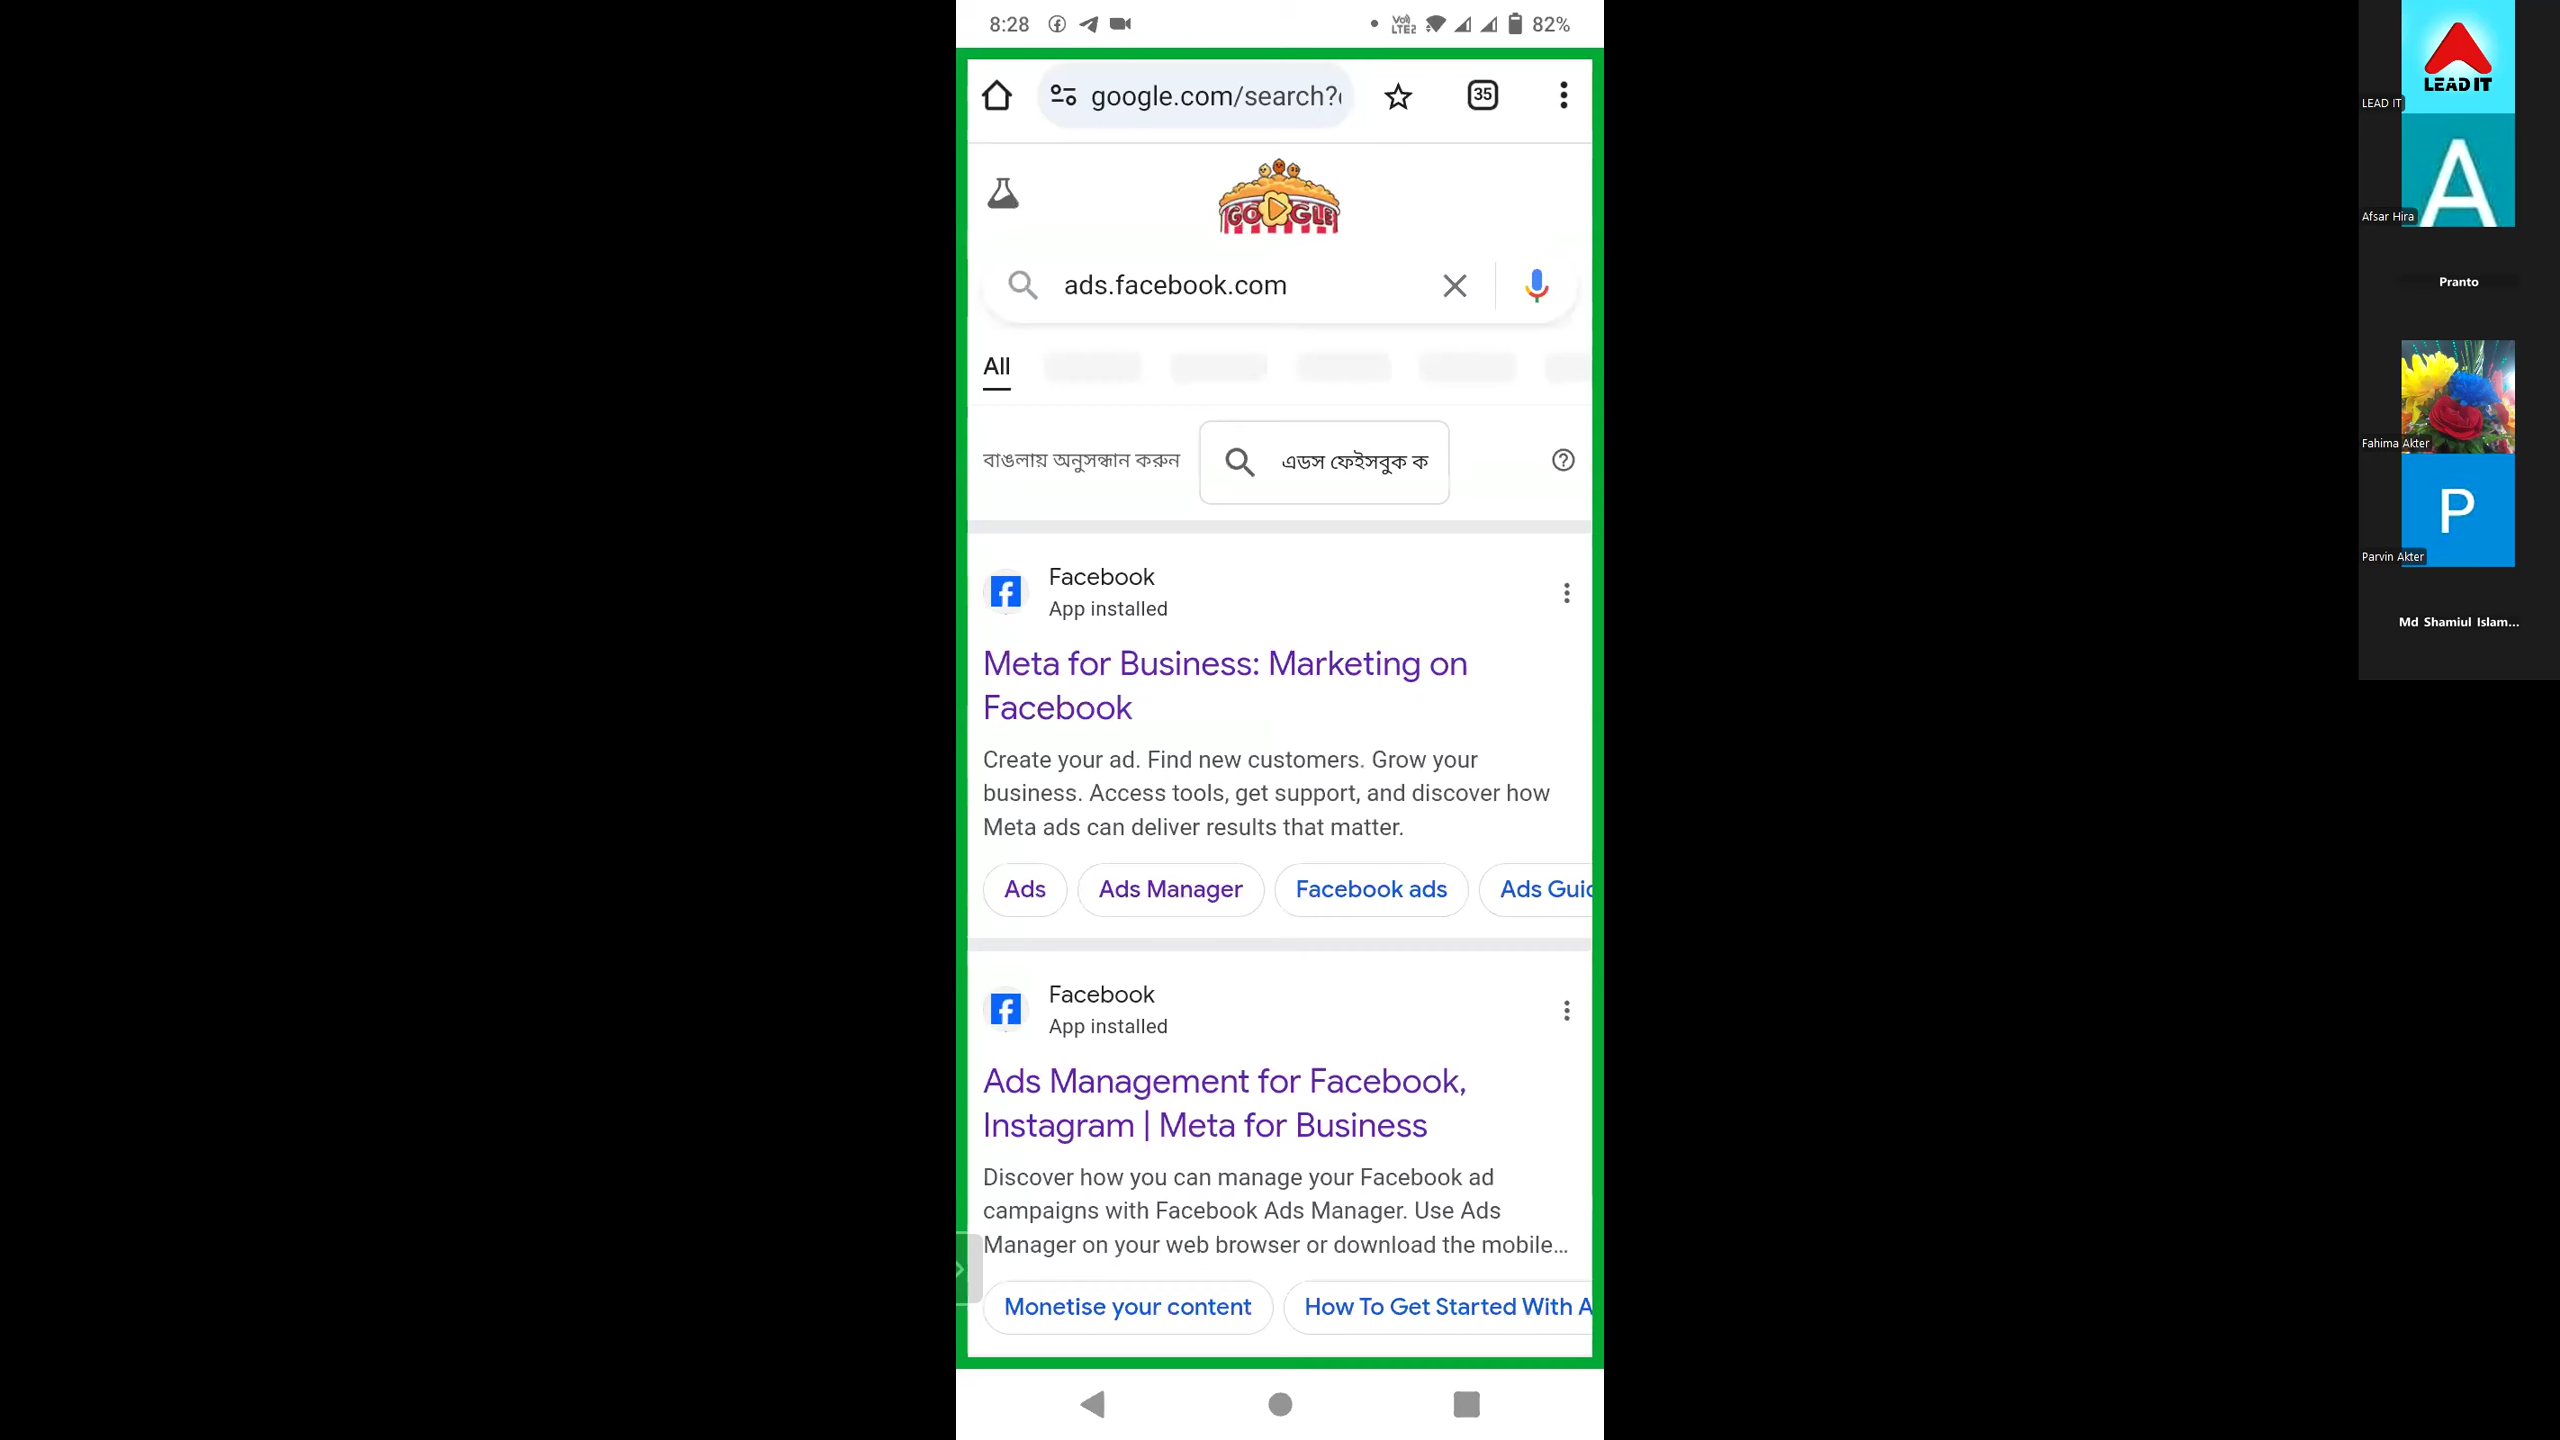 8:28
VoI) LTE2 82%
google.com/search?
35
GOOGLE
ads.facebook.com
All
বাঙলায় অনুসন্ধান করুন
এডস ফেইসবুক ক
Facebook
App installed
Meta for Business: Marketing on
Facebook
Create your ad. Find new customers. Grow your
business. Access tools, get support, and discover how
Meta ads can deliver results that matter.
Ads
Ads Manager
Facebook ads
Ads Guid
Facebook
App installed
Ads Management for Facebook,
Instagram | Meta for Business
Discover how you can manage your Facebook ad
campaigns with Facebook Ads Manager. Use Ads
Manager on your web browser or download the mobile...
Monetise your content
How To Get Started With A
LEAD IT
LEAD IT
A
Afsar Hira
Pranto
Fahima Akter
P
Parvin Akter
Md Shamiul Islam...